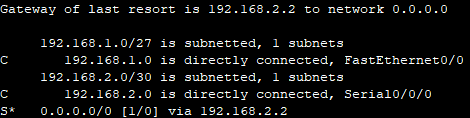 Gateway of last resort is 192.168.2.2 to network 0.0.0.0

     192.168.1.0/27 is subnetted, 1 subnets
C       192.168.1.0 is directly connected, FastEthernet0/0
     192.168.2.0/30 is subnetted, 1 subnets
C       192.168.2.0 is directly connected, Serial0/0/0
S*   0.0.0.0/0 [1/0] via 192.168.2.2